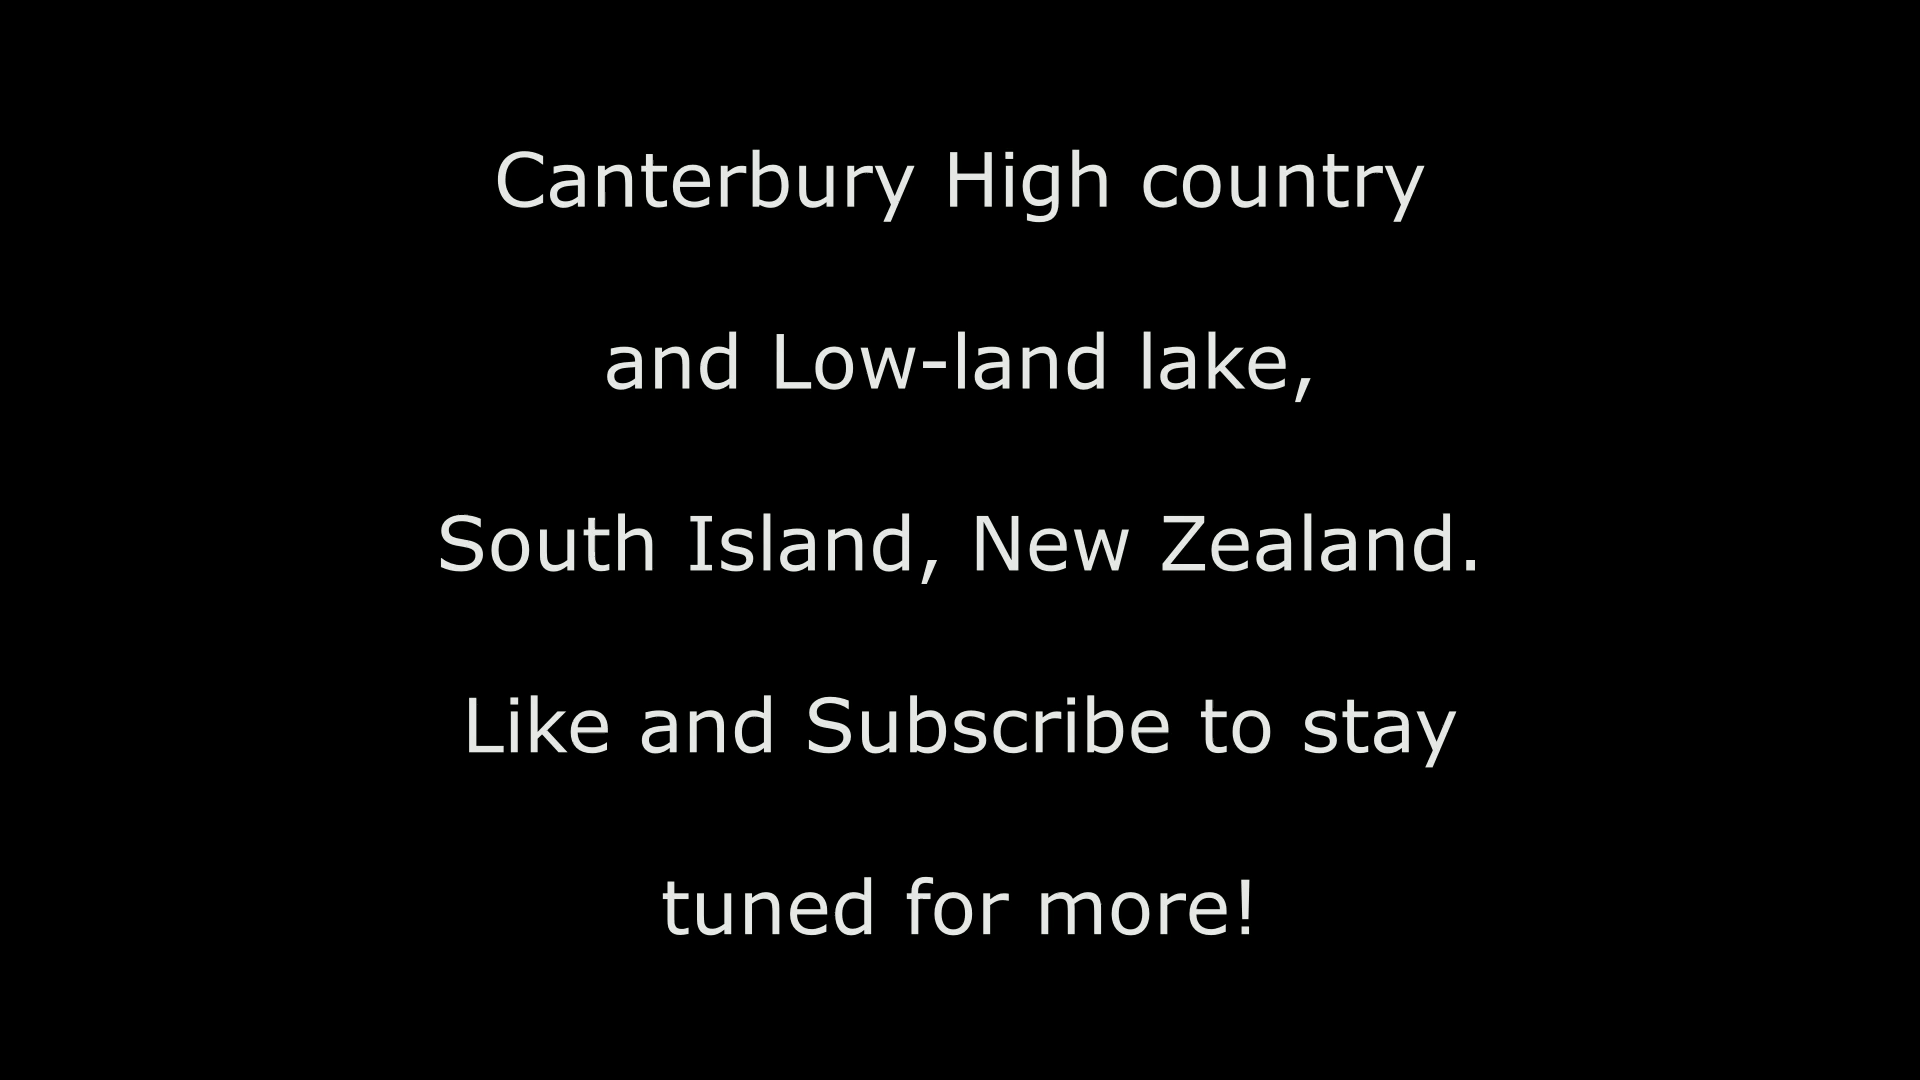 Canterbury High country
and Low-land lake,
South Island, New Zealand.
Like and Subscribe to stay
tuned for more!